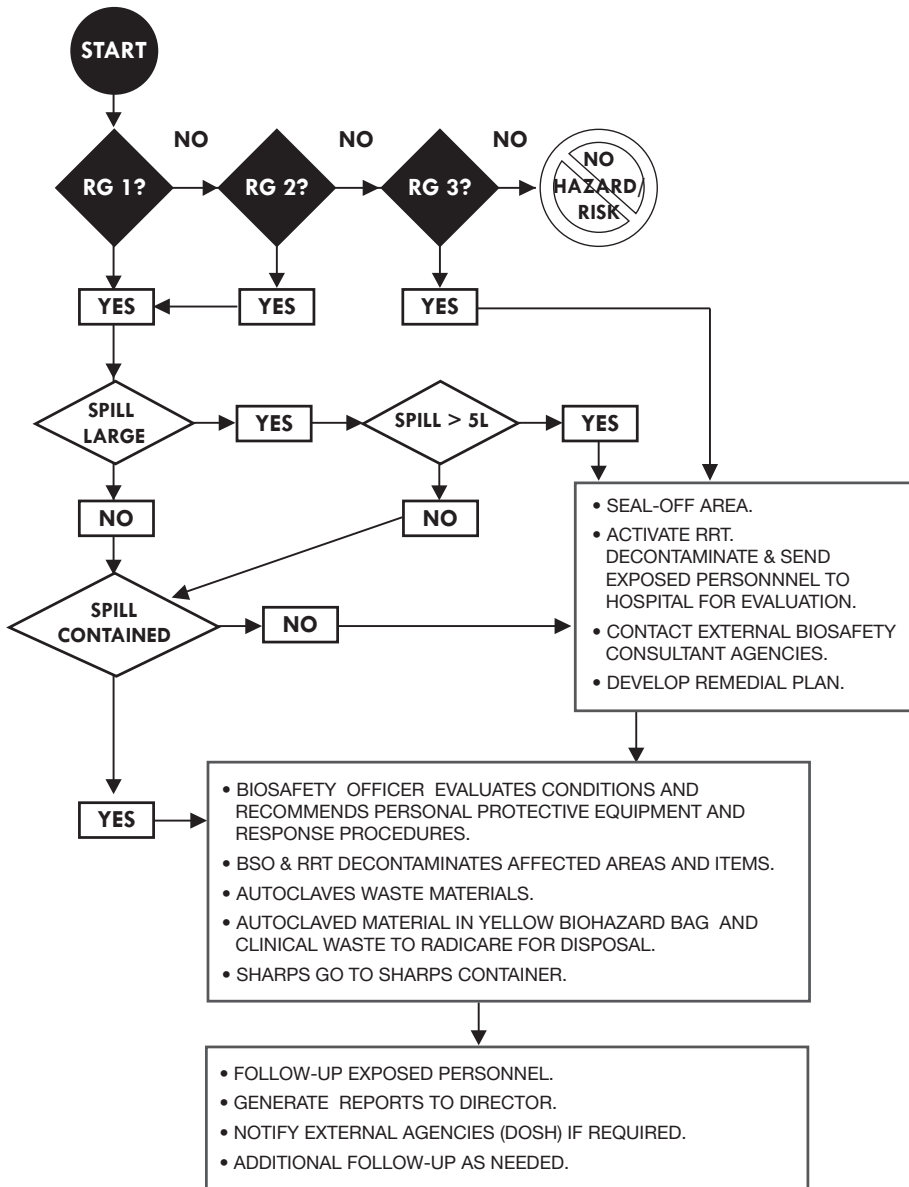 START
NO
NO
NO
RG 1?
RG 2?
RG 3?
NO
HAZARD/
RISK
YES
YES
YES
SPILL
LARGE
YES
SPILL > 5L
YES
NO
NO
• SEAL-OFF AREA.
• ACTIVATE RRT.
DECONTAMINATE & SEND
EXPOSED PERSONNNEL TO
HOSPITAL FOR EVALUATION.
• CONTACT EXTERNAL BIOSAFETY
CONSULTANT AGENCIES.
• DEVELOP REMEDIAL PLAN.
SPILL
CONTAINED
NO
YES
• BIOSAFETY OFFICER EVALUATES CONDITIONS AND
RECOMMENDS PERSONAL PROTECTIVE EQUIPMENT AND
RESPONSE PROCEDURES.
• BSO & RRT DECONTAMINATES AFFECTED AREAS AND ITEMS.
• AUTOCLAVES WASTE MATERIALS.
• AUTOCLAVED MATERIAL IN YELLOW BIOHAZARD BAG AND
CLINICAL WASTE TO RADICARE FOR DISPOSAL.
• SHARPS GO TO SHARPS CONTAINER.
• FOLLOW-UP EXPOSED PERSONNEL.
• GENERATE REPORTS TO DIRECTOR.
• NOTIFY EXTERNAL AGENCIES (DOSH) IF REQUIRED.
• ADDITIONAL FOLLOW-UP AS NEEDED.